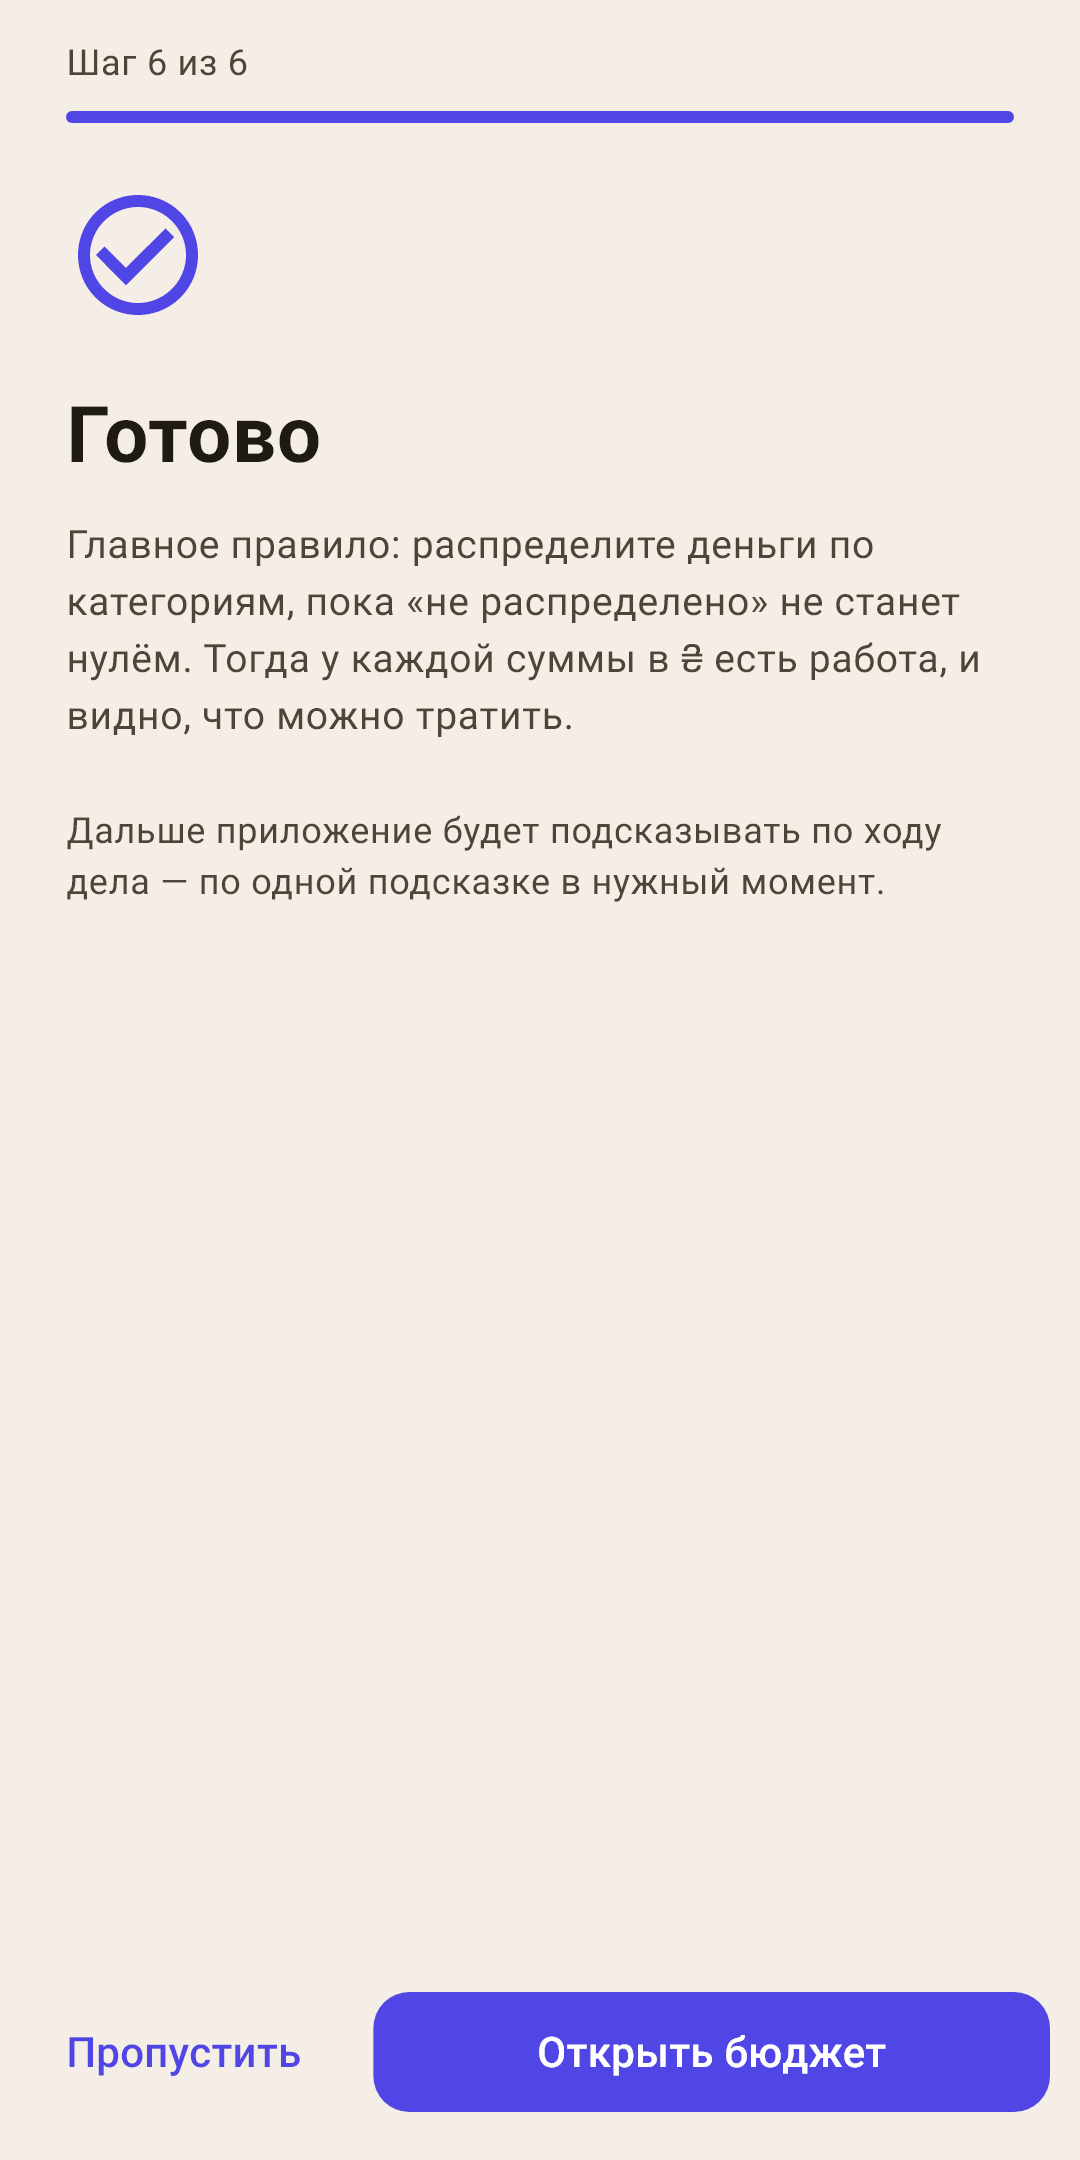 Шаг 6 из 6
Готово
Главное правило: распределите деньги по
категориям, пока «не распределено» не станет
нулём. Тогда у каждой суммы в ₴ есть работа, и
видно, что можно тратить.
Дальше приложение будет подсказывать по ходу
дела — по одной подсказке в нужный момент.
Пропустить
Открыть бюджет